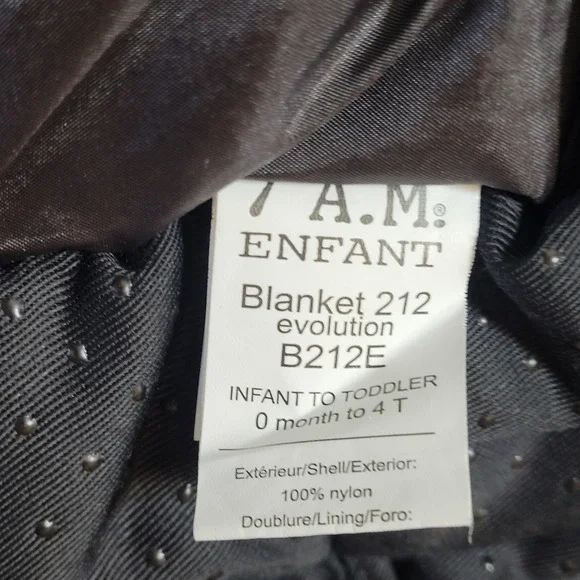 7 A.M.®
ENFANT
Blanket 212
evolution
B212E
INFANT TO TODDLER
0 month to 4 T
Extérieur/Shell/Exterior:
100% nylon
Doublure/Lining/Foro: